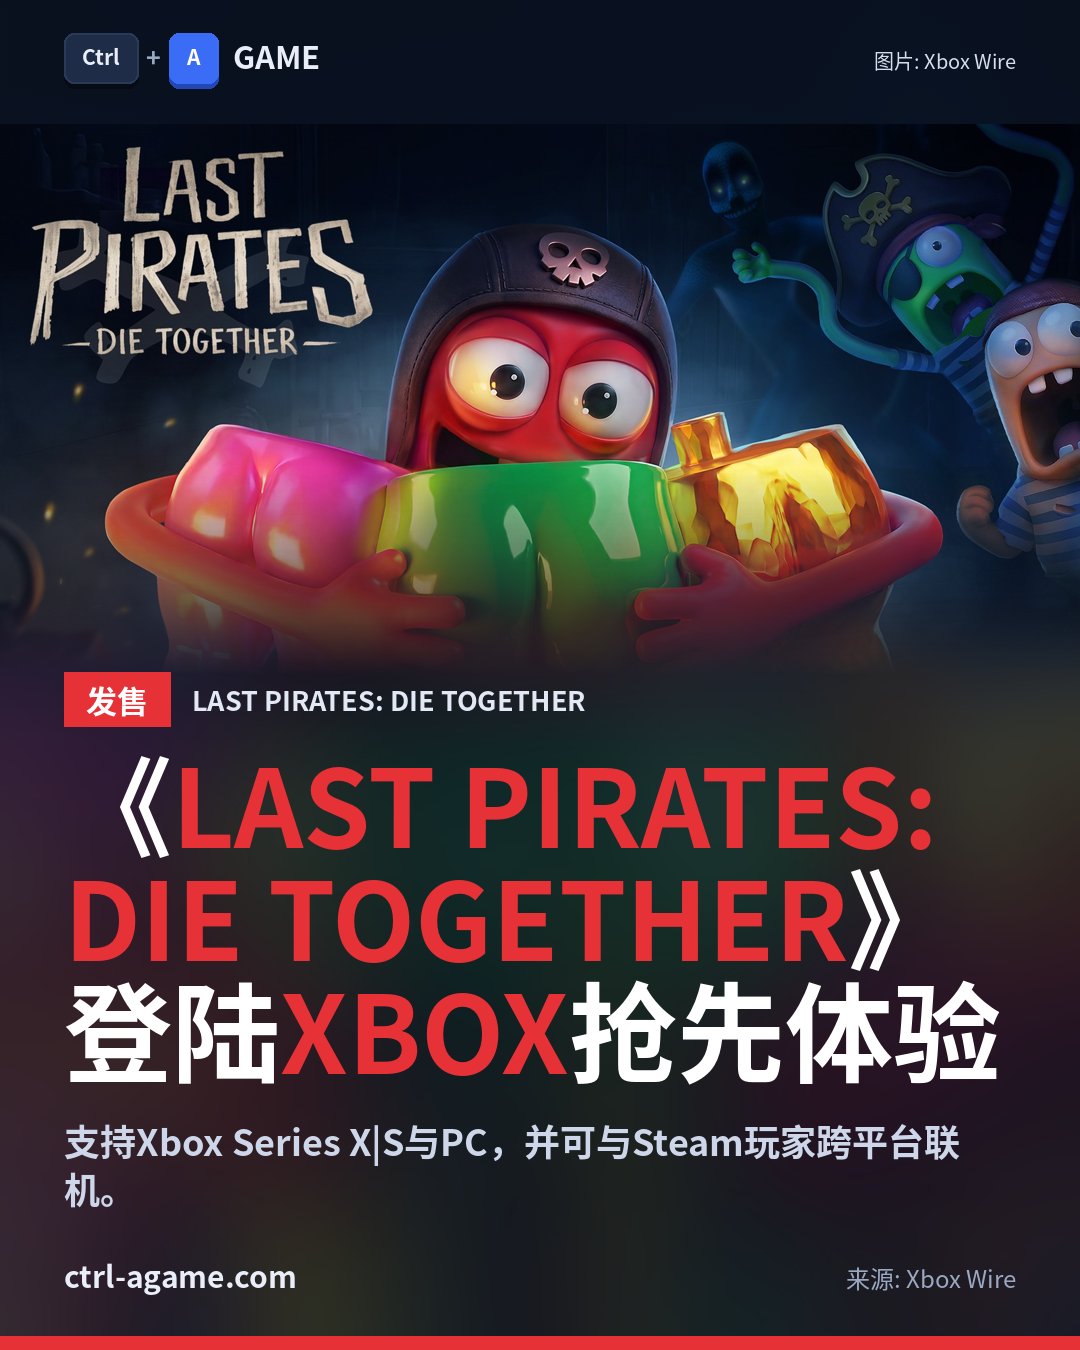 Ctrl + A GAME
图片: Xbox Wire
LAST
PIRATES
DIE TOGETHER
发售 LAST PIRATES: DIE TOGETHER
《LAST PIRATES:
DIE TOGETHER》
登陆XBOX抢先体验
支持Xbox Series X|S与PC，并可与Steam玩家跨平台联
机。
ctrl-agame.com
来源: Xbox Wire